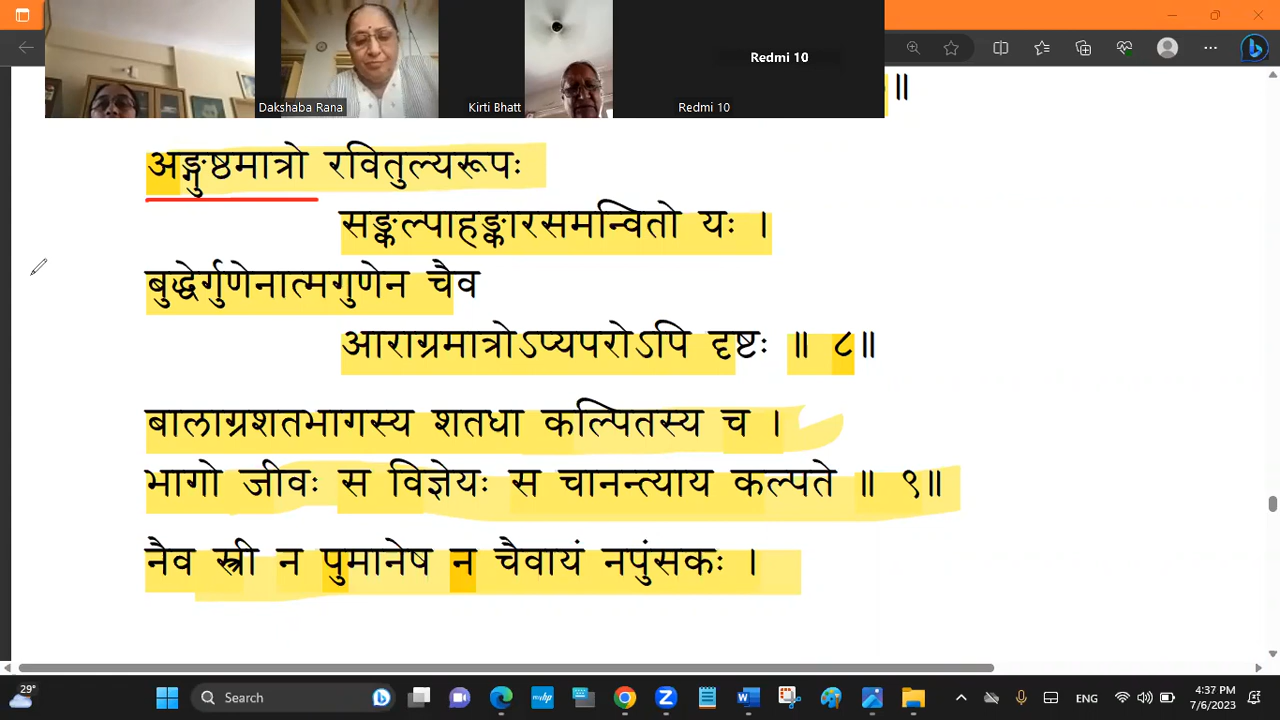 Redmi 10
Dakshaba Rana
Kirti Bhatt
Redmi 10
॥
अङ्गुष्ठमात्रो रवितुल्यरूपः
सङ्कल्पाहङ्कारसमन्वितो यः ।
बुद्धेर्गुणेनात्मगुणेन चैव
आराग्रमात्रोऽप्यपरोऽपि दृष्टः ॥ ८॥
बालाग्रशतभागस्य शतधा कल्पितस्य च ।
भागो जीवः स विज्ञेयः स चानन्त्याय कल्पते ॥ ९॥
नैव स्त्री न पुमानेष न चैवायं नपुंसकः ।
29°
Search
ENG
4:37 PM
7/6/2023